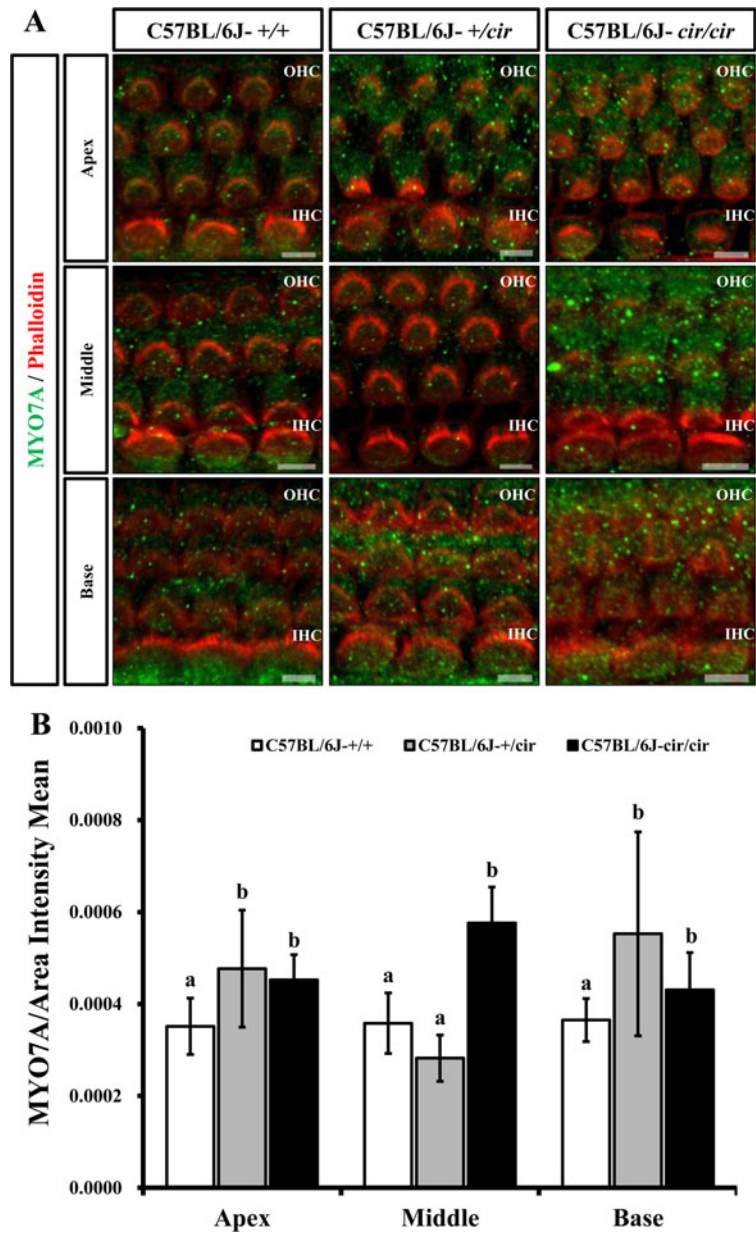 A
C57BL/6J- +/+
C57BL/6J- +/cir
C57BL/6J- cir/cir
MYO7A / Phalloidin
Apex
OHC
OHC
OHC
IHC
IHC
IHC
Middle
OHC
OHC
OHC
IHC
IHC
IHC
Base
OHC
OHC
OHC
IHC
IHC
IHC
B
MYO7A/Area Intensity Mean
0.0010
0.0008
0.0006
0.0004
0.0002
0.0000
C57BL/6J-+/+
C57BL/6J-+/cir
C57BL/6J-cir/cir
a
b
b
a
a
b
a
b
b
Apex
Middle
Base